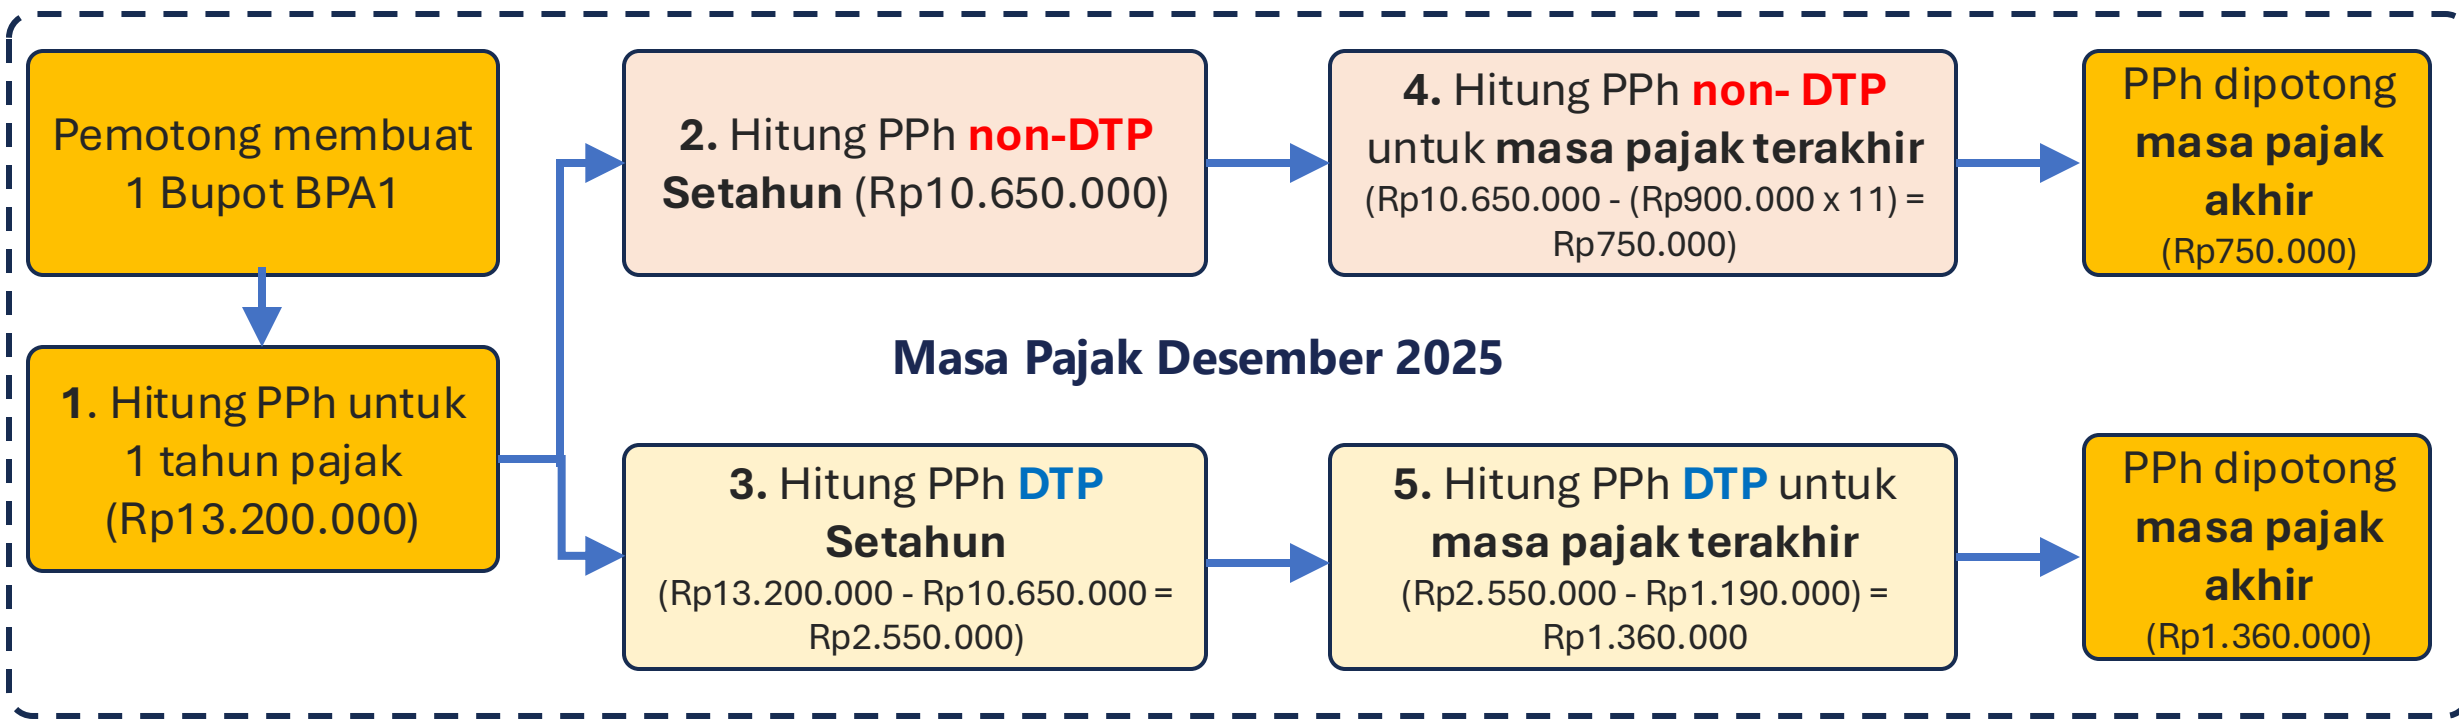 Pemotong membuat
1 Bupot BPA1
1. Hitung PPh untuk
1 tahun pajak
(Rp13.200.000)
2. Hitung PPh non-DTP
Setahun (Rp10.650.000)
4. Hitung PPh non- DTP
untuk masa pajak terakhir
(Rp10.650.000 - (Rp900.000 x 11) =
Rp750.000)
PPh dipotong
masa pajak
akhir
(Rp750.000)
Masa Pajak Desember 2025
3. Hitung PPh DTP
Setahun
(Rp13.200.000 - Rp10.650.000 =
Rp2.550.000)
5. Hitung PPh DTP untuk
masa pajak terakhir
(Rp2.550.000 - Rp1.190.000) =
Rp1.360.000
PPh dipotong
masa pajak
akhir
(Rp1.360.000)